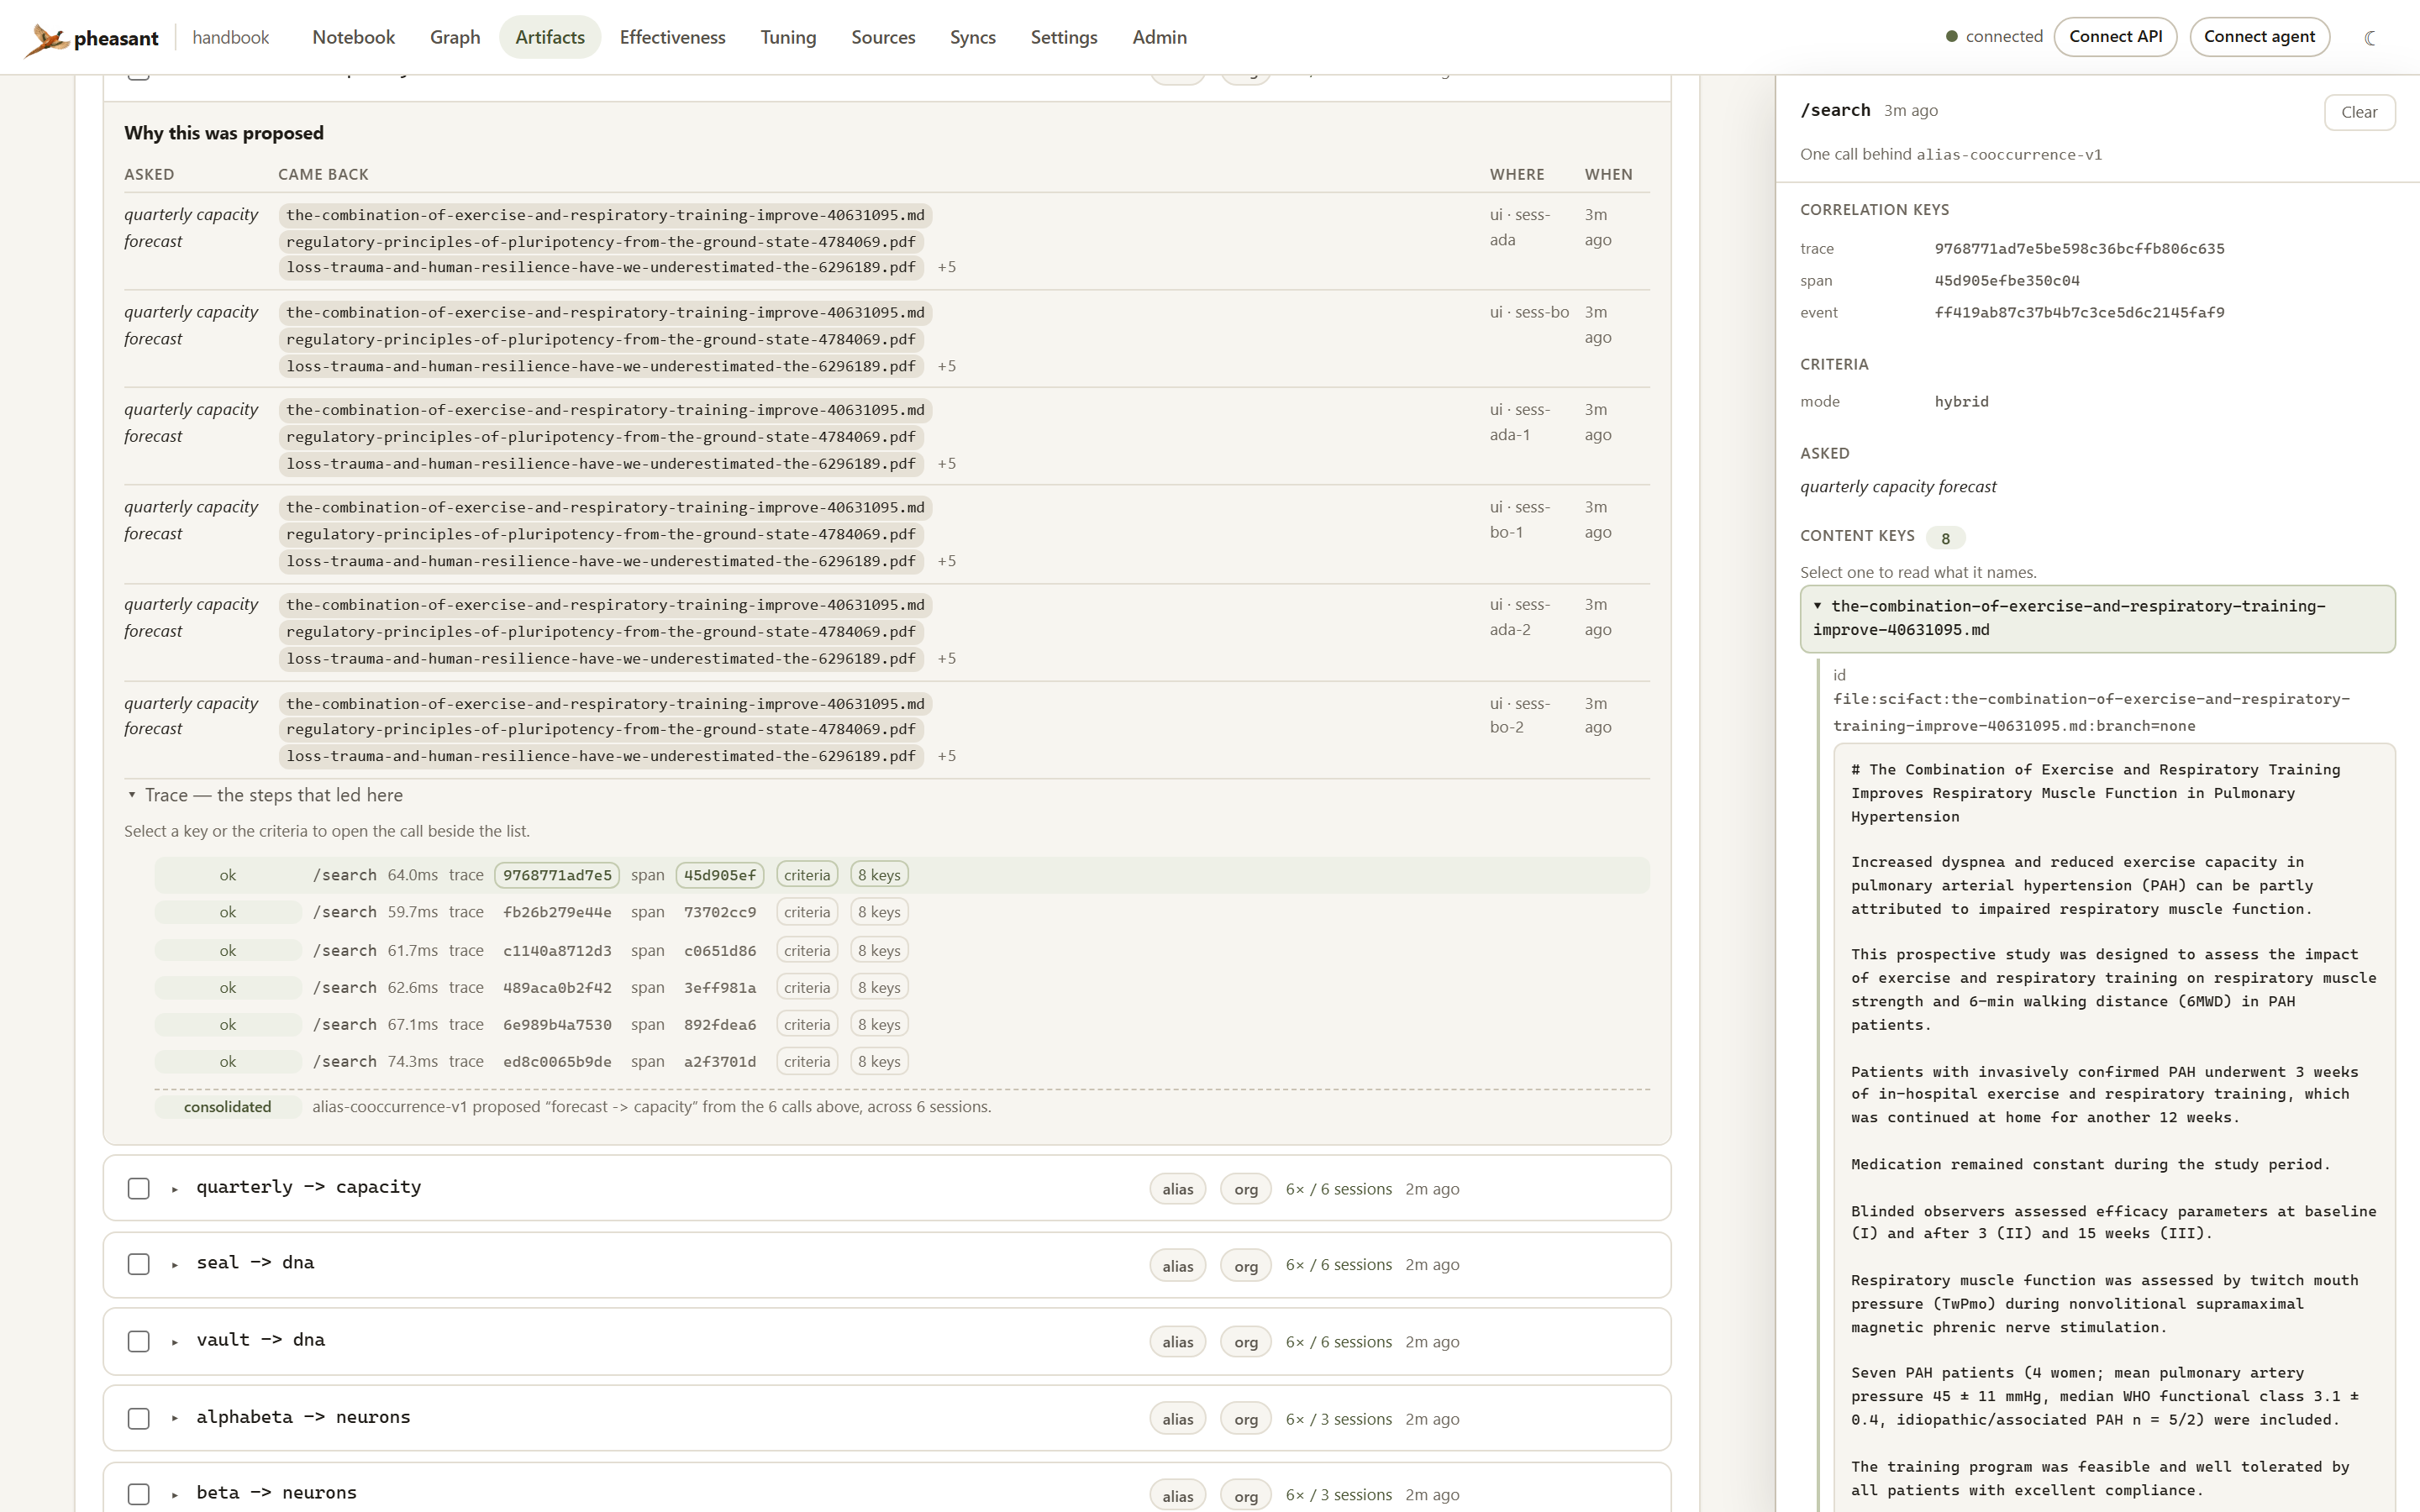 pheasant
handbook
Notebook
Graph
Artifacts
Effectiveness
Tuning
Sources
Syncs
Settings
Admin
connected
Connect API
Connect agent
Why this was proposed
ASKED CAME BACK WHERE WHEN
quarterly capacity forecast
the-combination-of-exercise-and-respiratory-training-improve-40631095.md
regulatory-principles-of-pluripotency-from-the-ground-state-4784069.pdf
loss-trauma-and-human-resilience-have-we-underestimated-the-6296189.pdf +5
ui · sess-ada
3m ago
quarterly capacity forecast
the-combination-of-exercise-and-respiratory-training-improve-40631095.md
regulatory-principles-of-pluripotency-from-the-ground-state-4784069.pdf
loss-trauma-and-human-resilience-have-we-underestimated-the-6296189.pdf +5
ui · sess-bo
3m ago
quarterly capacity forecast
the-combination-of-exercise-and-respiratory-training-improve-40631095.md
regulatory-principles-of-pluripotency-from-the-ground-state-4784069.pdf
loss-trauma-and-human-resilience-have-we-underestimated-the-6296189.pdf +5
ui · sess-ada-1
3m ago
quarterly capacity forecast
the-combination-of-exercise-and-respiratory-training-improve-40631095.md
regulatory-principles-of-pluripotency-from-the-ground-state-4784069.pdf
loss-trauma-and-human-resilience-have-we-underestimated-the-6296189.pdf +5
ui · sess-bo-1
3m ago
quarterly capacity forecast
the-combination-of-exercise-and-respiratory-training-improve-40631095.md
regulatory-principles-of-pluripotency-from-the-ground-state-4784069.pdf
loss-trauma-and-human-resilience-have-we-underestimated-the-6296189.pdf +5
ui · sess-ada-2
3m ago
quarterly capacity forecast
the-combination-of-exercise-and-respiratory-training-improve-40631095.md
regulatory-principles-of-pluripotency-from-the-ground-state-4784069.pdf
loss-trauma-and-human-resilience-have-we-underestimated-the-6296189.pdf +5
ui · sess-bo-2
3m ago
▾ Trace — the steps that led here
Select a key or the criteria to open the call beside the list.
ok /search 64.0ms trace 9768771ad7e5 span 45d905ef criteria 8 keys
ok /search 59.7ms trace fb26b279e44e span 73702cc9 criteria 8 keys
ok /search 61.7ms trace c1140a8712d3 span c0651d86 criteria 8 keys
ok /search 62.6ms trace 489aca0b2f42 span 3eff981a criteria 8 keys
ok /search 67.1ms trace 6e989b4a7530 span 892fdea6 criteria 8 keys
ok /search 74.3ms trace ed8c0065b9de span a2f3701d criteria 8 keys
consolidated alias-cooccurrence-v1 proposed “forecast -> capacity” from the 6 calls above, across 6 sessions.
▸ quarterly -> capacity alias org 6× / 6 sessions 2m ago
▸ seal -> dna alias org 6× / 6 sessions 2m ago
▸ vault -> dna alias org 6× / 6 sessions 2m ago
▸ alphabeta -> neurons alias org 6× / 3 sessions 2m ago
▸ beta -> neurons alias org 6× / 3 sessions 2m ago
/search 3m ago
Clear
One call behind alias-cooccurrence-v1
CORRELATION KEYS
trace 9768771ad7e5be598c36bcffb806c635
span 45d905efbe350c04
event ff419ab87c37b4b7c3ce5d6c2145faf9
CRITERIA
mode hybrid
ASKED
quarterly capacity forecast
CONTENT KEYS 8
Select one to read what it names.
▾ the-combination-of-exercise-and-respiratory-training-
improve-40631095.md
id
file:scifact:the-combination-of-exercise-and-respiratory-
training-improve-40631095.md:branch=none
# The Combination of Exercise and Respiratory Training
Improves Respiratory Muscle Function in Pulmonary
Hypertension
Increased dyspnea and reduced exercise capacity in
pulmonary arterial hypertension (PAH) can be partly
attributed to impaired respiratory muscle function.
This prospective study was designed to assess the impact
of exercise and respiratory training on respiratory muscle
strength and 6-min walking distance (6MWD) in PAH
patients.
Patients with invasively confirmed PAH underwent 3 weeks
of in-hospital exercise and respiratory training, which
was continued at home for another 12 weeks.
Medication remained constant during the study period.
Blinded observers assessed efficacy parameters at baseline
(I) and after 3 (II) and 15 weeks (III).
Respiratory muscle function was assessed by twitch mouth
pressure (TwPmo) during nonvolitional supramaximal
magnetic phrenic nerve stimulation.
Seven PAH patients (4 women; mean pulmonary artery
pressure 45 ± 11 mmHg, median WHO functional class 3.1 ±
0.4, idiopathic/associated PAH n = 5/2) were included.
The training program was feasible and well tolerated by
all patients with excellent compliance.